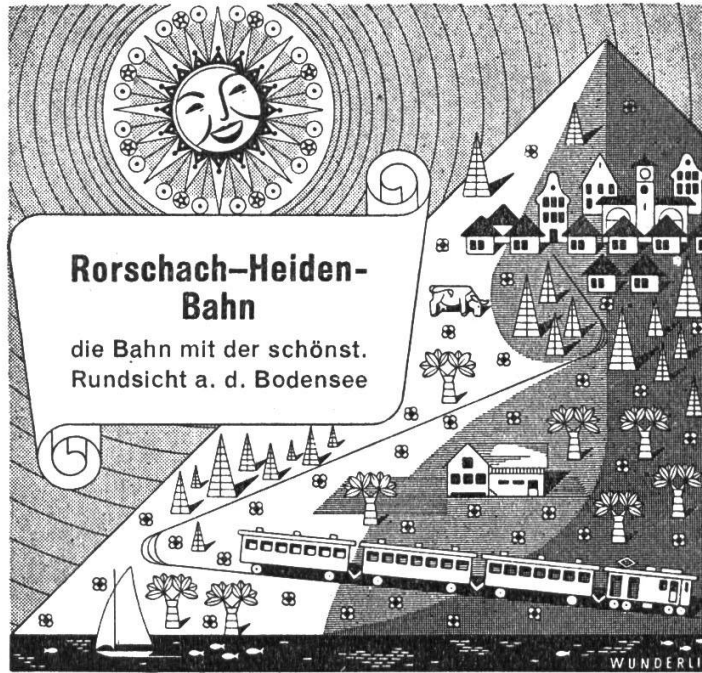 Rorschach–Heiden-
Bahn
die Bahn mit der schönst.
Rundsicht a. d. Bodensee
WUNDERLI